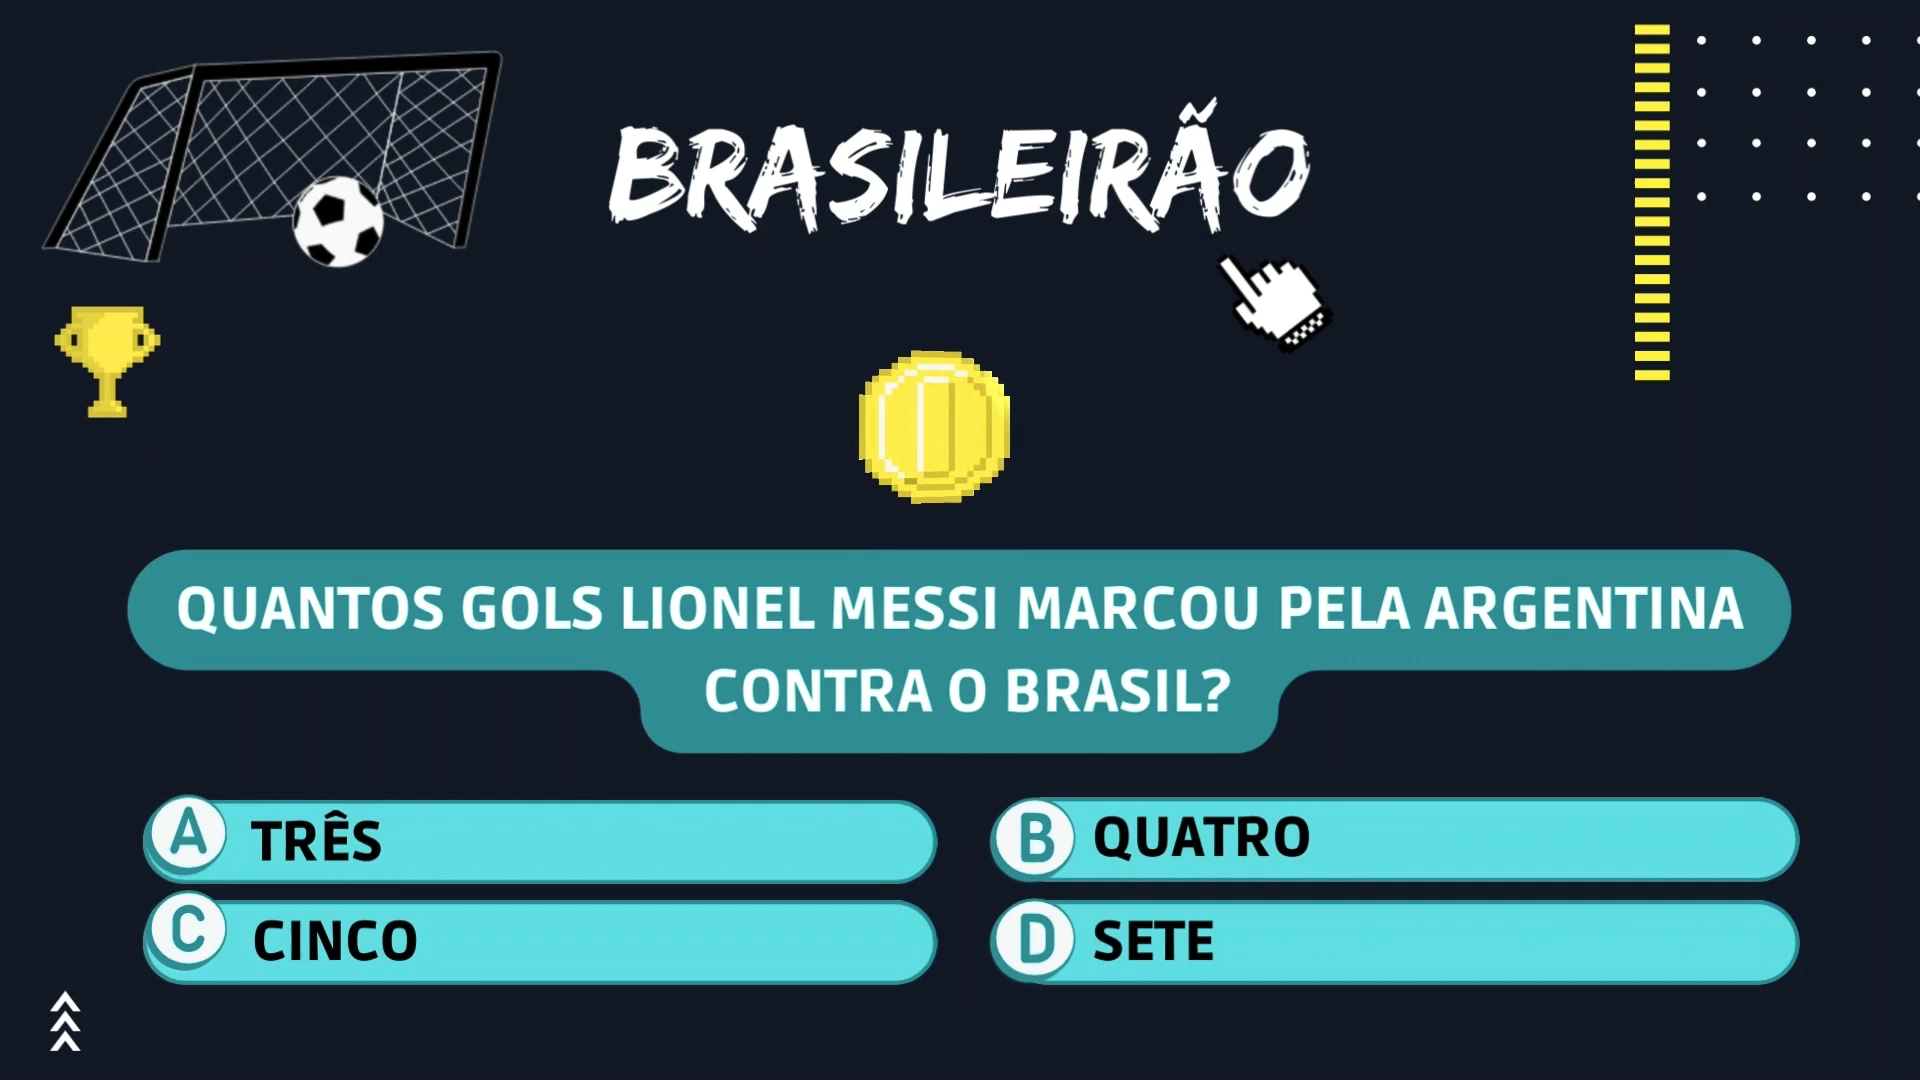 BRASILEIRÃO
QUANTOS GOLS LIONEL MESSI MARCOU PELA ARGENTINA
CONTRA O BRASIL?
A TRÊS
B QUATRO
C CINCO
D SETE